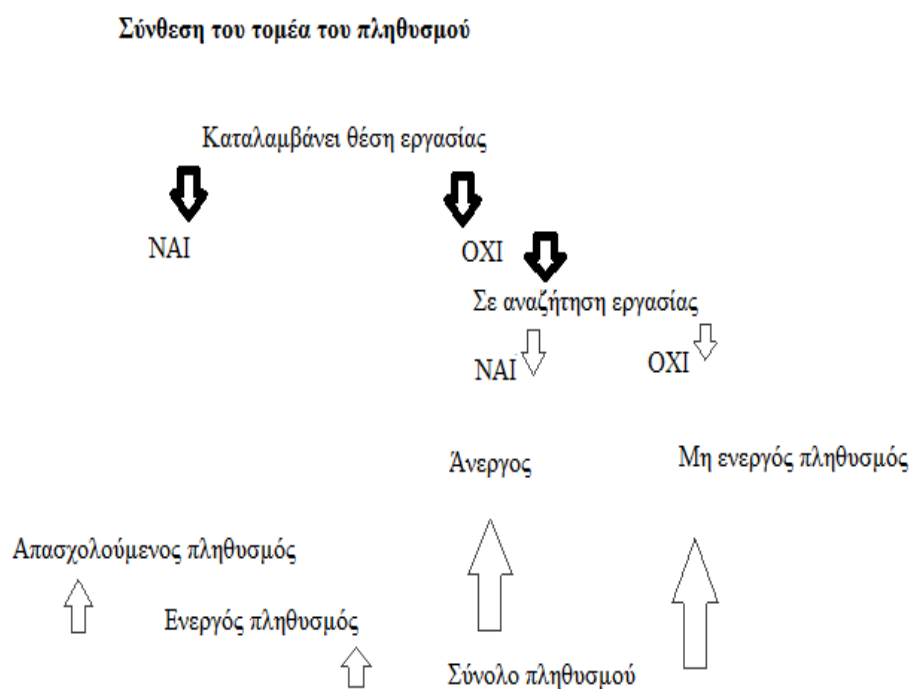 Σύνθεση του τομέα του πληθυσμού
Καταλαμβάνει θέση εργασίας
ΝΑΙ
ΟΧΙ
Σε αναζήτηση εργασίας
ΝΑΙ
ΟΧΙ
Άνεργος
Μη ενεργός πληθυσμός
Απασχολούμενος πληθυσμός
Ενεργός πληθυσμός
Σύνολο πληθυσμού